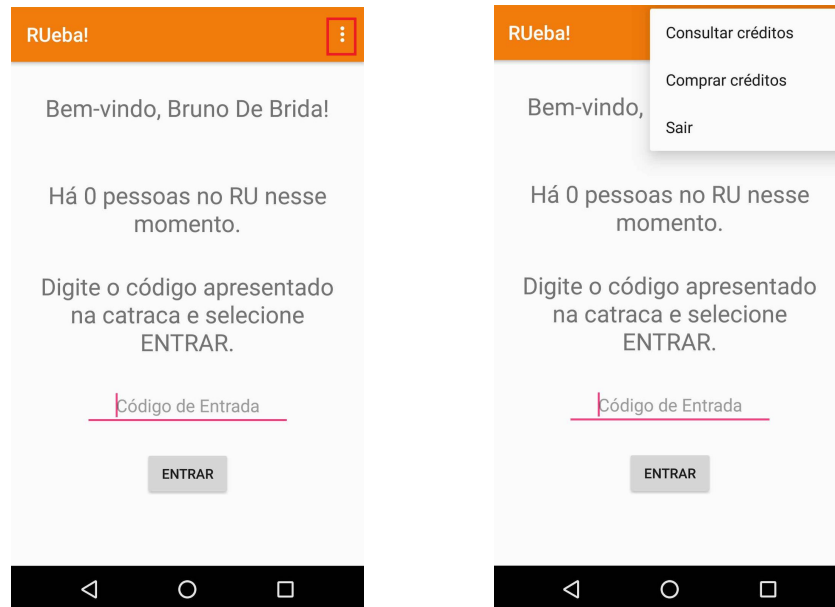 RUeba!
Bem-vindo, Bruno De Brida!
Há 0 pessoas no RU nesse
momento.
Digite o código apresentado
na catraca e selecione
ENTRAR.
Código de Entrada
ENTRAR
RUeba!
Consultar créditos
Comprar créditos
Sair
Bem-vindo,
Há 0 pessoas no RU nesse
momento.
Digite o código apresentado
na catraca e selecione
ENTRAR.
Código de Entrada
ENTRAR